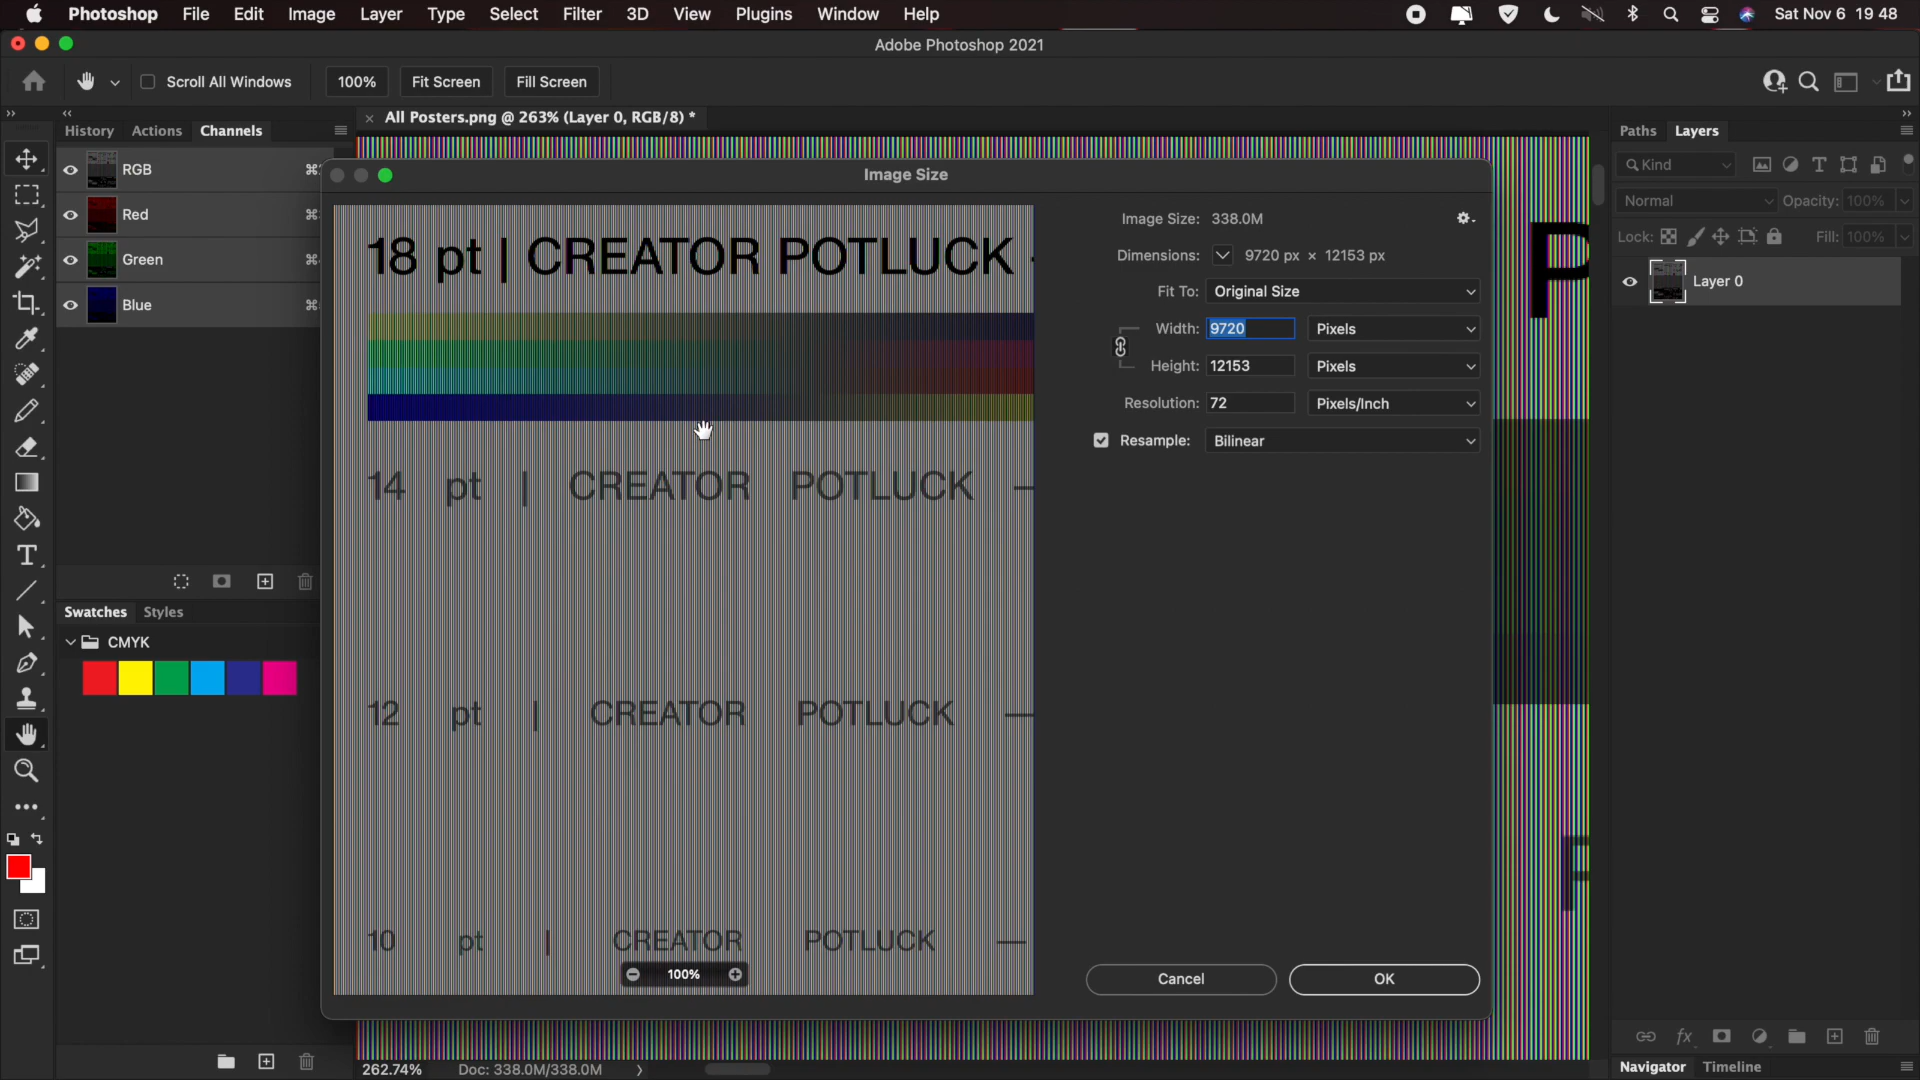 Photoshop File Edit Image Layer Type Select Filter 3D View Plugins Window Help Sat Nov 6 19 48
Adobe Photoshop 2021
Scroll All Windows 100% Fit Screen Fill Screen
History Actions Channels
All Posters.png @ 263% (Layer 0, RGB/8) *
Paths Layers
RGB
Red
Green
Blue
Swatches Styles
CMYK
Image Size
18 pt | CREATOR POTLUCK
14 pt | CREATOR POTLUCK —
12 pt | CREATOR POTLUCK —
10 pt | CREATOR POTLUCK —
100%
Image Size: 338.0M
Dimensions: 9720 px × 12153 px
Fit To: Original Size
Width: 9720 Pixels
Height: 12153 Pixels
Resolution: 72 Pixels/Inch
Resample: Bilinear
Cancel OK
P
Kind
Normal Opacity: 100%
Lock: Fill: 100%
Layer 0
262.74% Doc: 338.0M/338.0M
Navigator Timeline